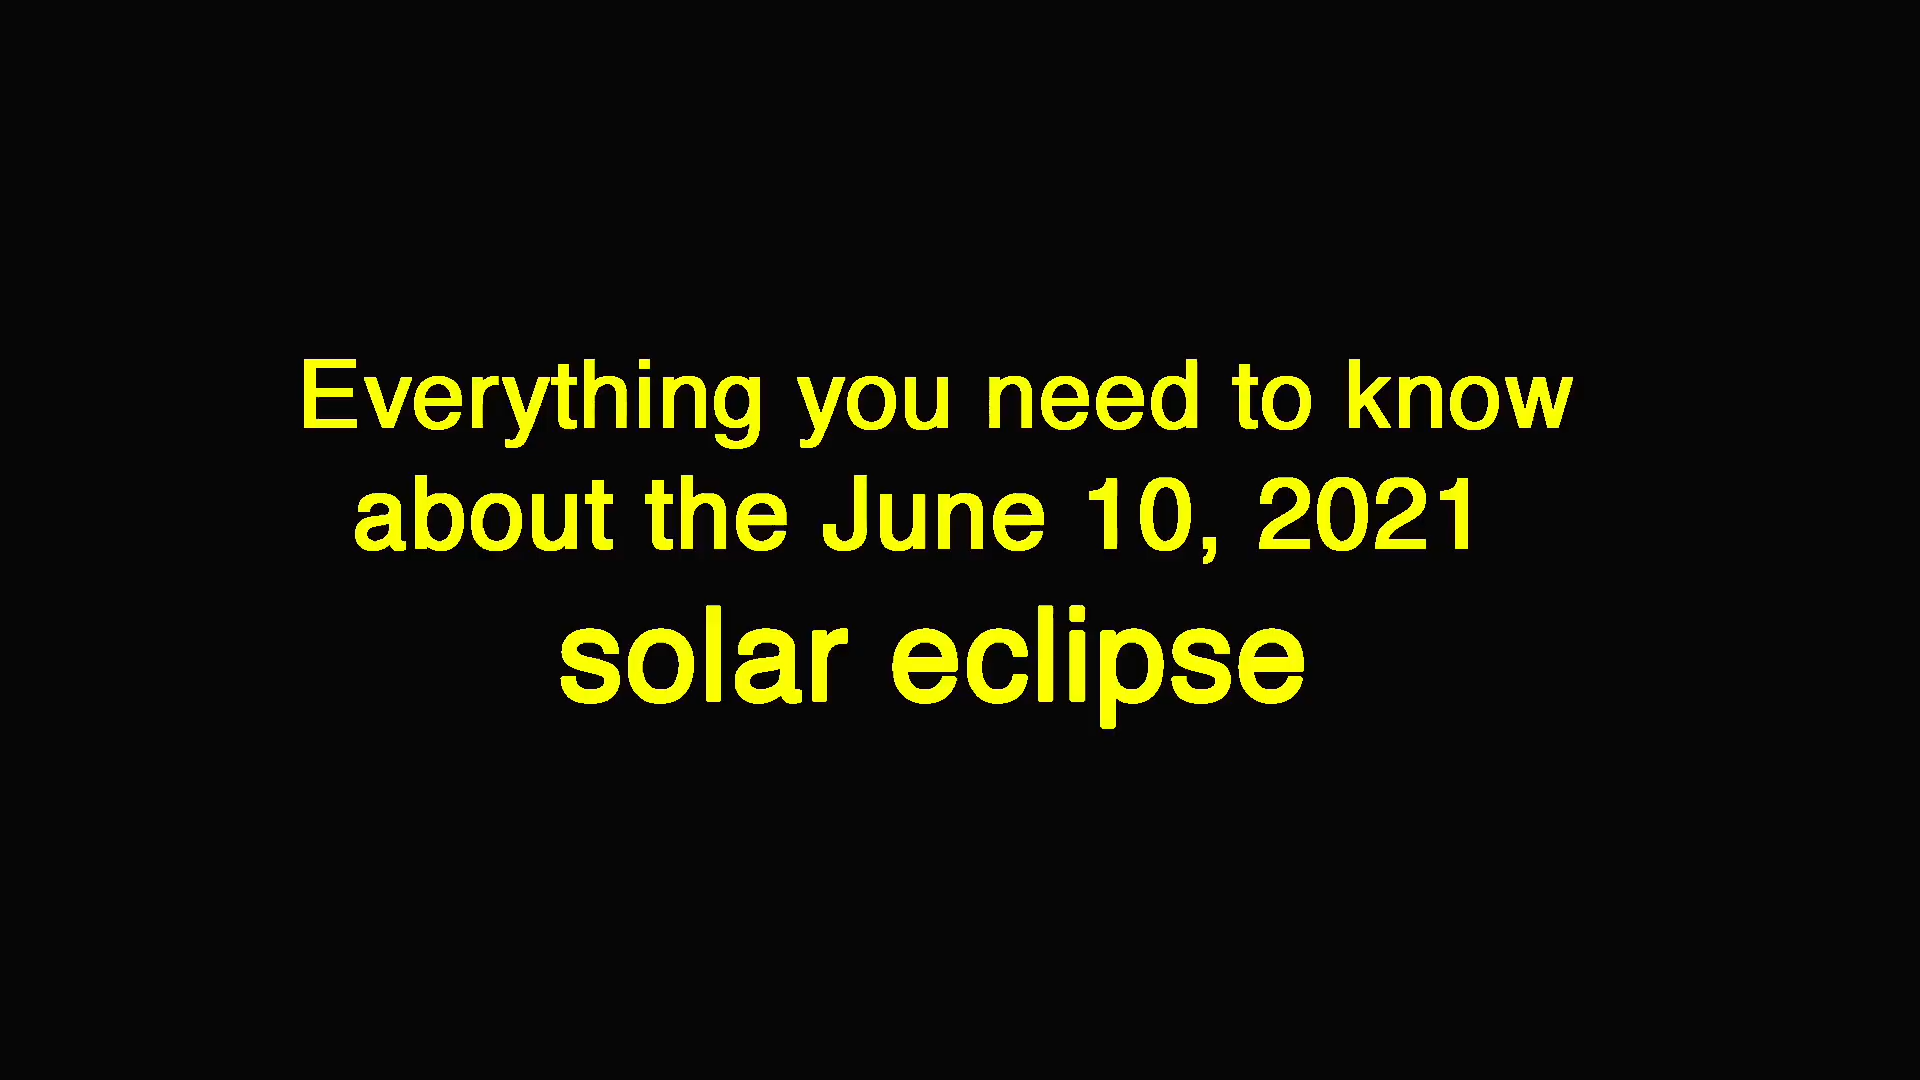 Everything you need to know
about the June 10, 2021
solar eclipse